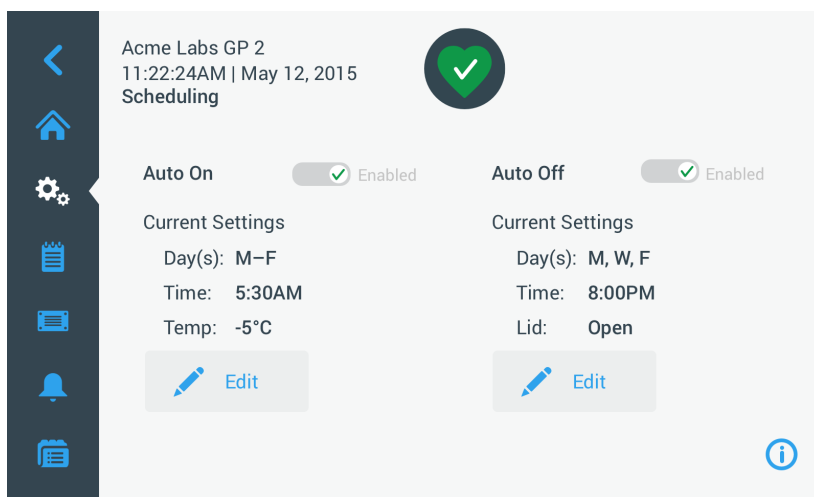 Acme Labs GP 2
11:22:24AM | May 12, 2015
Scheduling
Auto On Enabled
Current Settings
Day(s): M–F
Time: 5:30AM
Temp: -5°C
Edit
Auto Off Enabled
Current Settings
Day(s): M, W, F
Time: 8:00PM
Lid: Open
Edit